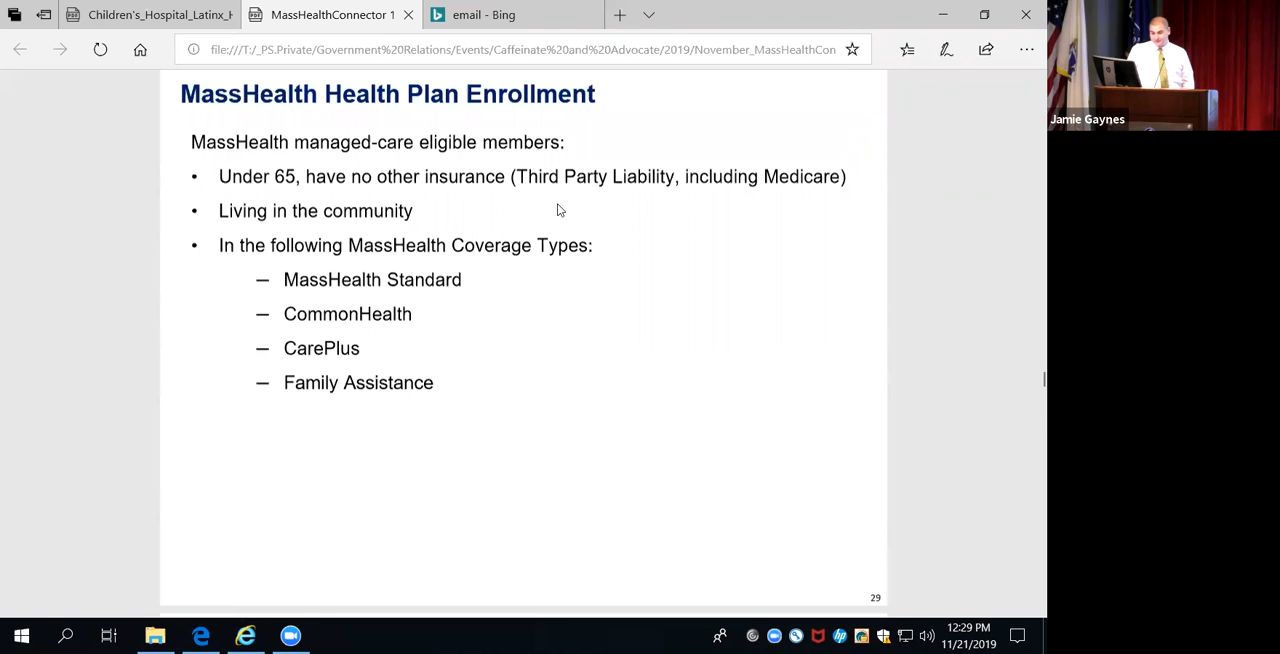 Children's_Hospital_Latinx_H
MassHealthConnector 1
email - Bing
file:///T:/_PS.Private/Government%20Relations/Events/Caffeinate%20and%20Advocate/2019/November_MassHealthCon
Jamie Gaynes
MassHealth Health Plan Enrollment
MassHealth managed-care eligible members:
• Under 65, have no other insurance (Third Party Liability, including Medicare)
• Living in the community
• In the following MassHealth Coverage Types:
– MassHealth Standard
– CommonHealth
– CarePlus
– Family Assistance
29
12:29 PM
11/21/2019